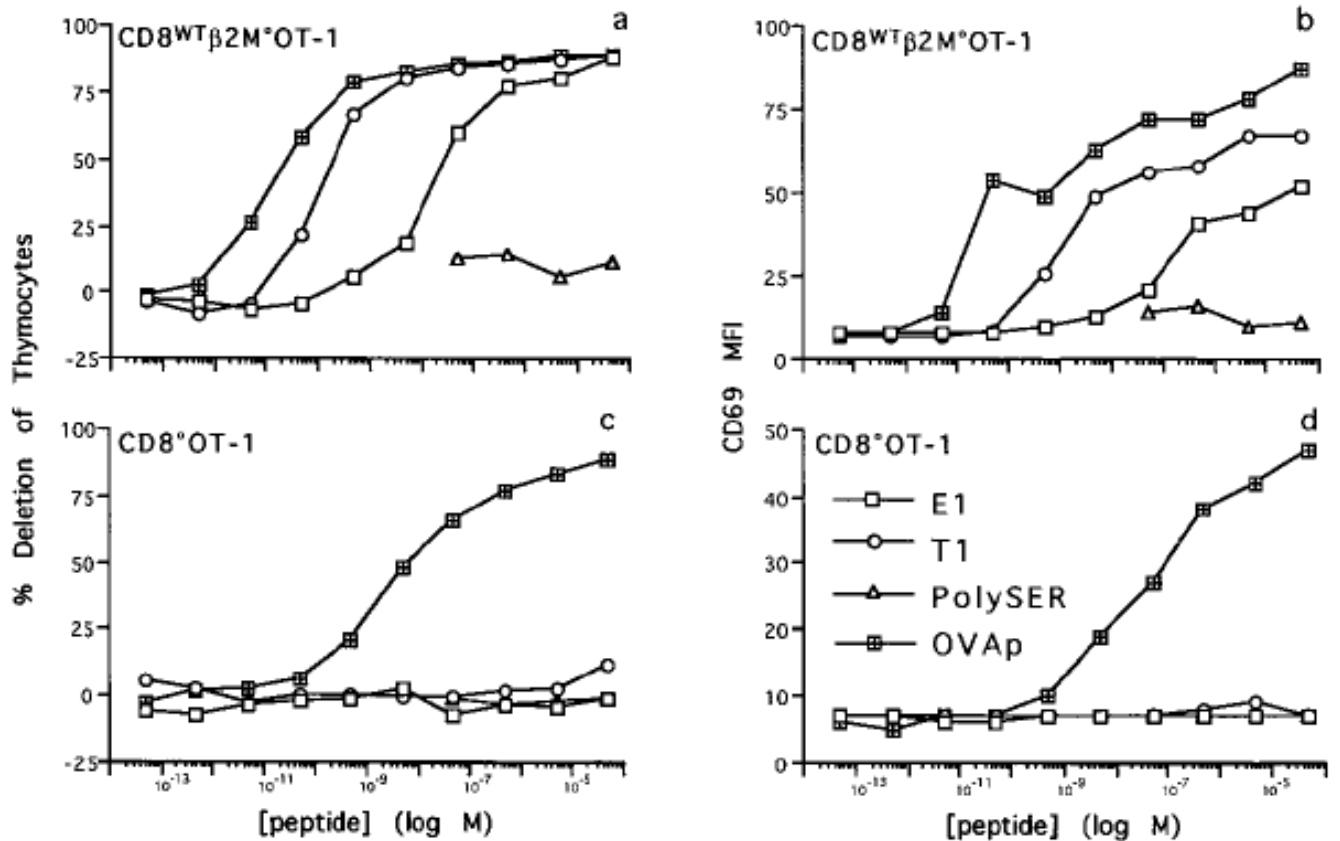 a
CD8WTβ2M°OT-1
100
75
50
25
0
-25
b
CD8WTβ2M°OT-1
100
75
50
25
0
c
CD8°OT-1
100
75
50
25
0
-25
10-13
10-11
10-9
10-7
10-5
[peptide] (log M)
d
CD8°OT-1
50
40
30
20
10
0
E1
T1
PolySER
OVAp
10-13
10-11
10-9
10-7
10-5
[peptide] (log M)
% Deletion of Thymocytes
CD69 MFI